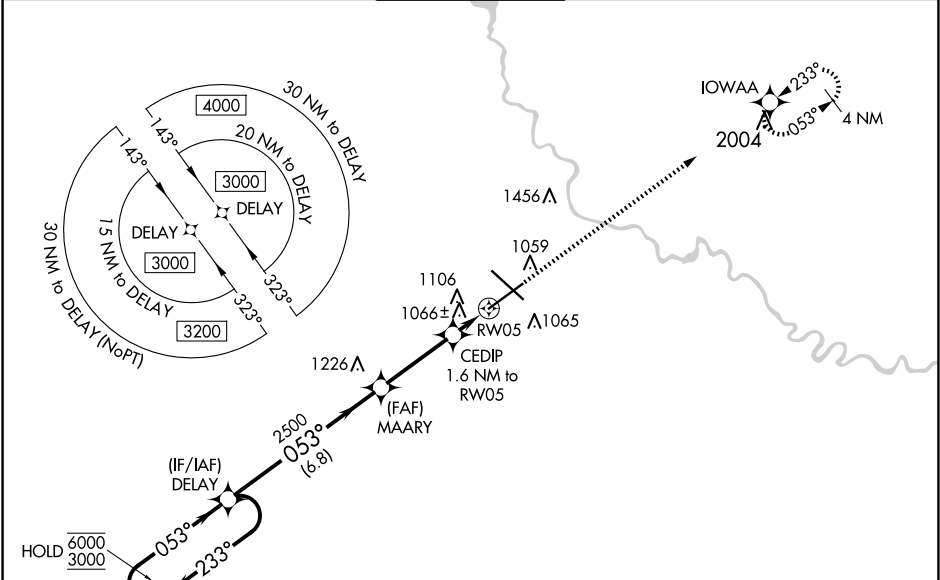 IOWAA
233°
053°
4 NM
2004
30 NM to DELAY
4000
143°
20 NM to DELAY
3000
DELAY
323°
143°
DELAY
3000
15 NM to DELAY
323°
3200
30 NM to DELAY (NoPT)
1456
1059
1106
1066±
RW05
1065
CEDIP
1.6 NM to
RW05
1226
(FAF)
MAARY
2500
053°
(6.8)
(IF/IAF)
DELAY
053°
233°
HOLD 6000
3000